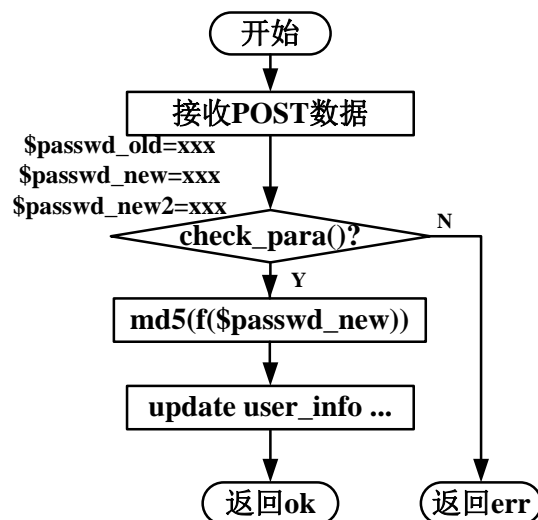 开始
接收POST数据
$passwd_old=xxx
$passwd_new=xxx
$passwd_new2=xxx
check_para()?
N
Y
md5(f($passwd_new))
update user_info ...
返回ok
返回err